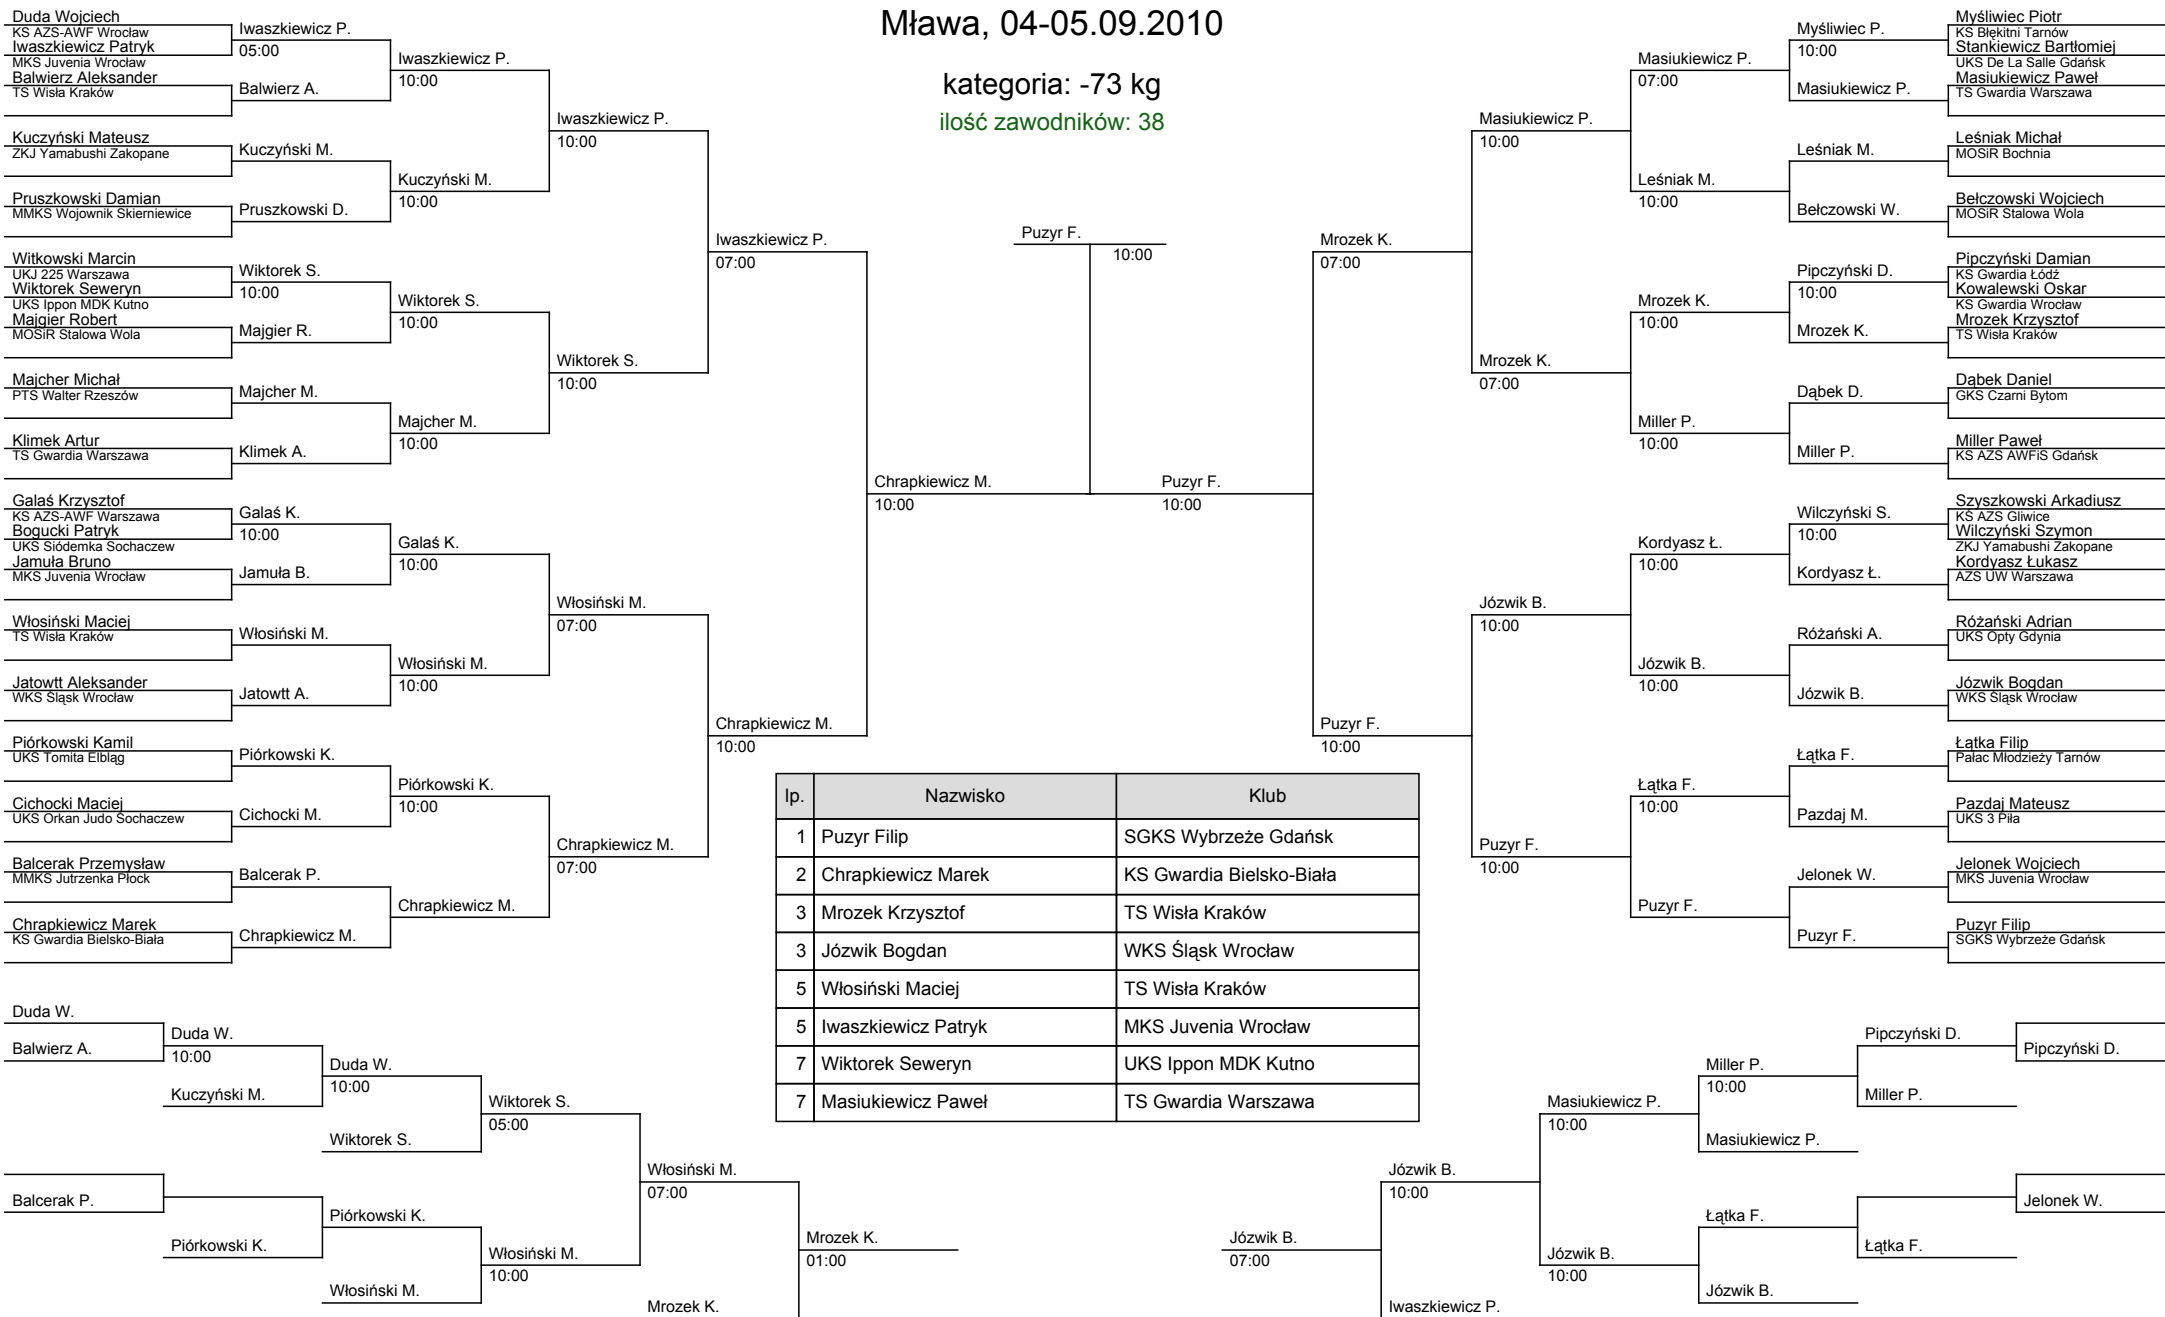 Mława, 04-05.09.2010
kategoria: -73 kg
ilość zawodników: 38
Duda Wojciech
KS AZS-AWF Wrocław
Iwaszkiewicz Patryk
MKS Juvenia Wrocław
Balwierz Aleksander
TS Wisła Kraków
Kuczyński Mateusz
ZKJ Yamabushi Zakopane
Pruszkowski Damian
MMKS Wojownik Skierniewice
Witkowski Marcin
UKJ 225 Warszawa
Wiktorek Seweryn
UKS Ippon MDK Kutno
Majgier Robert
MOSiR Stalowa Wola
Majcher Michał
PTS Walter Rzeszów
Klimek Artur
TS Gwardia Warszawa
Galaś Krzysztof
KS AZS-AWF Warszawa
Bogucki Patryk
UKS Siódemka Sochaczew
Jamuła Bruno
MKS Juvenia Wrocław
Włosiński Maciej
TS Wisła Kraków
Jatowtt Aleksander
WKS Śląsk Wrocław
Piórkowski Kamil
UKS Tomita Elbląg
Cichocki Maciej
UKS Orkan Judo Sochaczew
Balcerak Przemysław
MMKS Jutrzenka Płock
Chrapkiewicz Marek
KS Gwardia Bielsko-Biała
Iwaszkiewicz P.
05:00
Balwierz A.
Kuczyński M.
Pruszkowski D.
Wiktorek S.
10:00
Majgier R.
Majcher M.
Klimek A.
Galaś K.
10:00
Jamuła B.
Włosiński M.
Jatowtt A.
Piórkowski K.
Cichocki M.
Balcerak P.
Chrapkiewicz M.
Iwaszkiewicz P.
10:00
Kuczyński M.
10:00
Wiktorek S.
10:00
Majcher M.
10:00
Galaś K.
10:00
Włosiński M.
10:00
Piórkowski K.
10:00
Chrapkiewicz M.
Iwaszkiewicz P.
10:00
Wiktorek S.
10:00
Włosiński M.
07:00
Chrapkiewicz M.
07:00
Iwaszkiewicz P.
07:00
Chrapkiewicz M.
10:00
Chrapkiewicz M.
10:00
Puzyr F.
10:00
Puzyr F.
10:00
Mrozek K.
07:00
Puzyr F.
10:00
Masiukiewicz P.
10:00
Mrozek K.
07:00
Józwik B.
10:00
Puzyr F.
10:00
Masiukiewicz P.
07:00
Leśniak M.
10:00
Mrozek K.
10:00
Miller P.
10:00
Kordyasz Ł.
10:00
Józwik B.
10:00
Łątka F.
10:00
Puzyr F.
Myśliwiec P.
10:00
Masiukiewicz P.
Leśniak M.
Bełczowski W.
Pipczyński D.
10:00
Mrozek K.
Dąbek D.
Miller P.
Wilczyński S.
10:00
Kordyasz Ł.
Różański A.
Józwik B.
Łątka F.
Pazdaj M.
Jelonek W.
Puzyr F.
Myśliwiec Piotr
KS Błękitni Tarnów
Stankiewicz Bartłomiej
UKS De La Salle Gdańsk
Masiukiewicz Paweł
TS Gwardia Warszawa
Leśniak Michał
MOSiR Bochnia
Bełczowski Wojciech
MOSiR Stalowa Wola
Pipczyński Damian
KS Gwardia Łódź
Kowalewski Oskar
KS Gwardia Wrocław
Mrozek Krzysztof
TS Wisła Kraków
Dąbek Daniel
GKS Czarni Bytom
Miller Paweł
KS AZS AWFiS Gdańsk
Szyszkowski Arkadiusz
KS AZS Gliwice
Wilczyński Szymon
ZKJ Yamabushi Zakopane
Kordyasz Łukasz
AZS UW Warszawa
Różański Adrian
UKS Opty Gdynia
Józwik Bogdan
WKS Śląsk Wrocław
Łątka Filip
Pałac Młodzieży Tarnów
Pazdaj Mateusz
UKS 3 Piła
Jelonek Wojciech
MKS Juvenia Wrocław
Puzyr Filip
SGKS Wybrzeże Gdańsk
lp. Nazwisko Klub
1 Puzyr Filip SGKS Wybrzeże Gdańsk
2 Chrapkiewicz Marek KS Gwardia Bielsko-Biała
3 Mrozek Krzysztof TS Wisła Kraków
3 Józwik Bogdan WKS Śląsk Wrocław
5 Włosiński Maciej TS Wisła Kraków
5 Iwaszkiewicz Patryk MKS Juvenia Wrocław
7 Wiktorek Seweryn UKS Ippon MDK Kutno
7 Masiukiewicz Paweł TS Gwardia Warszawa
Duda W.
Balwierz A.
Balcerak P.
Duda W.
10:00
Kuczyński M.
Piórkowski K.
Duda W.
10:00
Wiktorek S.
Piórkowski K.
Włosiński M.
Wiktorek S.
05:00
Włosiński M.
10:00
Włosiński M.
07:00
Mrozek K.
Mrozek K.
01:00
Józwik B.
07:00
Józwik B.
10:00
Iwaszkiewicz P.
Masiukiewicz P.
10:00
Józwik B.
10:00
Miller P.
10:00
Masiukiewicz P.
Łątka F.
Józwik B.
Pipczyński D.
Miller P.
Łątka F.
Pipczyński D.
Jelonek W.